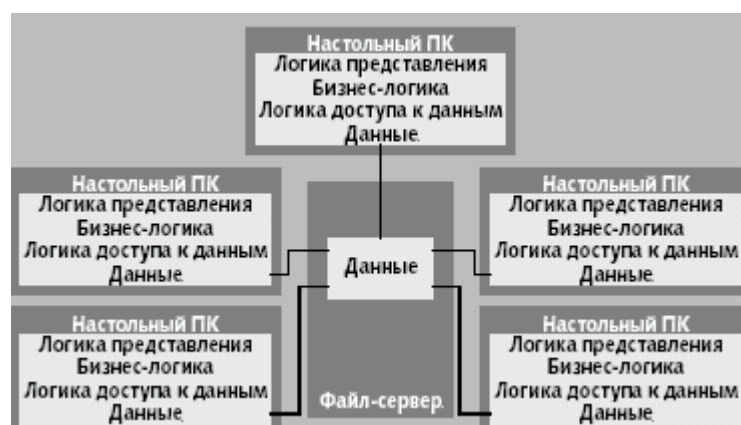 Настольный ПК
Логика представления
Бизнес-логика
Логика доступа к данным
Данные
Настольный ПК
Логика представления
Бизнес-логика
Логика доступа к данным
Данные
Данные
Файл-сервер
Настольный ПК
Логика представления
Бизнес-логика
Логика доступа к данным
Данные
Настольный ПК
Логика представления
Бизнес-логика
Логика доступа к данным
Данные
Настольный ПК
Логика представления
Бизнес-логика
Логика доступа к данным
Данные